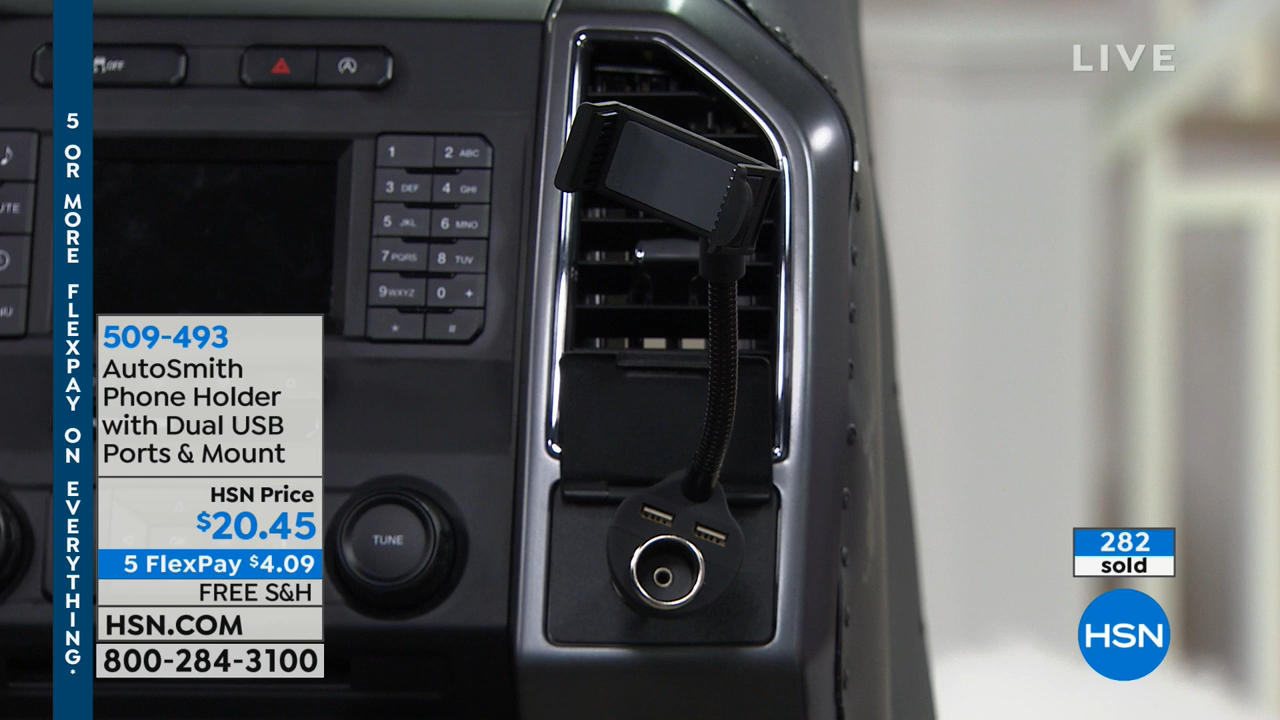 5 OR MORE FLEXPAY ON EVERYTHING.
LIVE
OFF
1
2 ABC
3 DEF
4 GHI
5 JKL
6 MNO
7 PQRS
8 TUV
9 WXYZ
0 +
*
#
TUNE
509-493
AutoSmith
Phone Holder
with Dual USB
Ports & Mount
HSN Price
$20.45
5 FlexPay $4.09
FREE S&H
HSN.COM
800-284-3100
282
sold
HSN